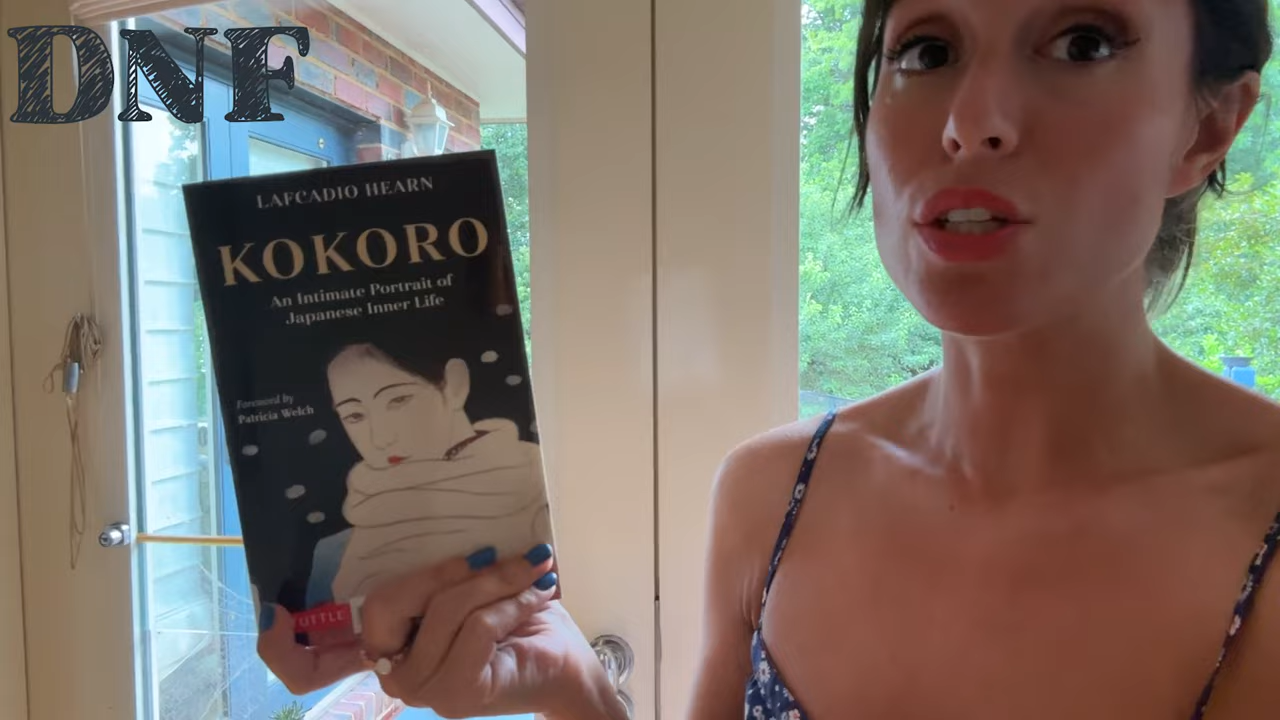 DNF
LAFCADIO HEARN
KOKORO
An Intimate Portrait of
Japanese Inner Life
Foreword by
Patricia Welch
TUTTLE